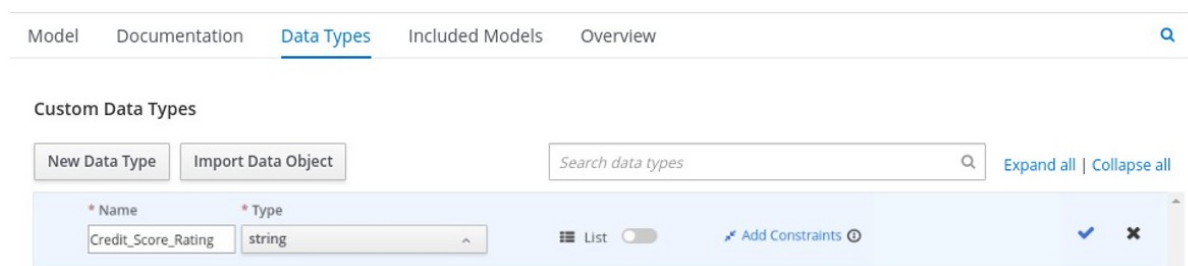 Model Documentation Data Types Included Models Overview
Custom Data Types
New Data Type Import Data Object Search data types Expand all | Collapse all
* Name * Type
Credit_Score_Rating string List Add Constraints